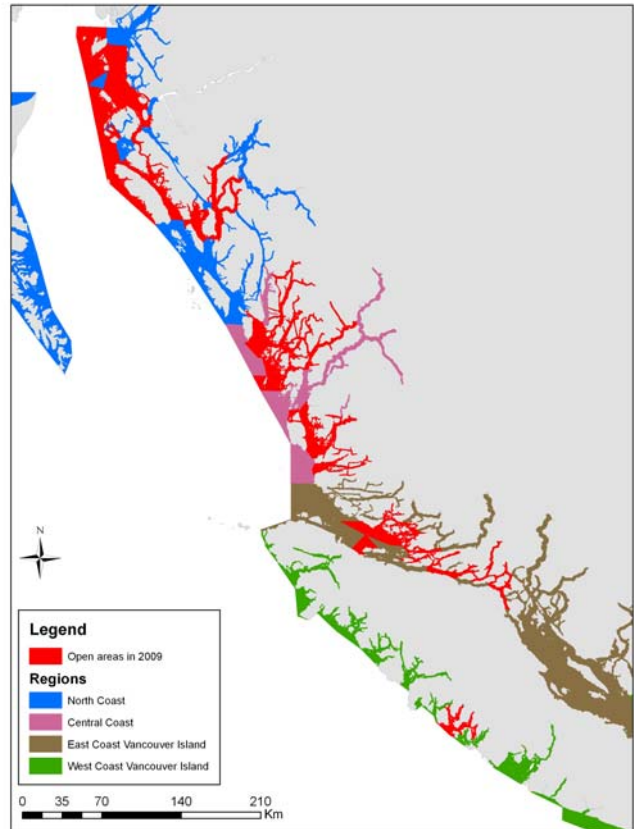 N
Legend
Open areas in 2009
Regions
North Coast
Central Coast
East Coast Vancouver Island
West Coast Vancouver Island
0 35 70 140 210
Km